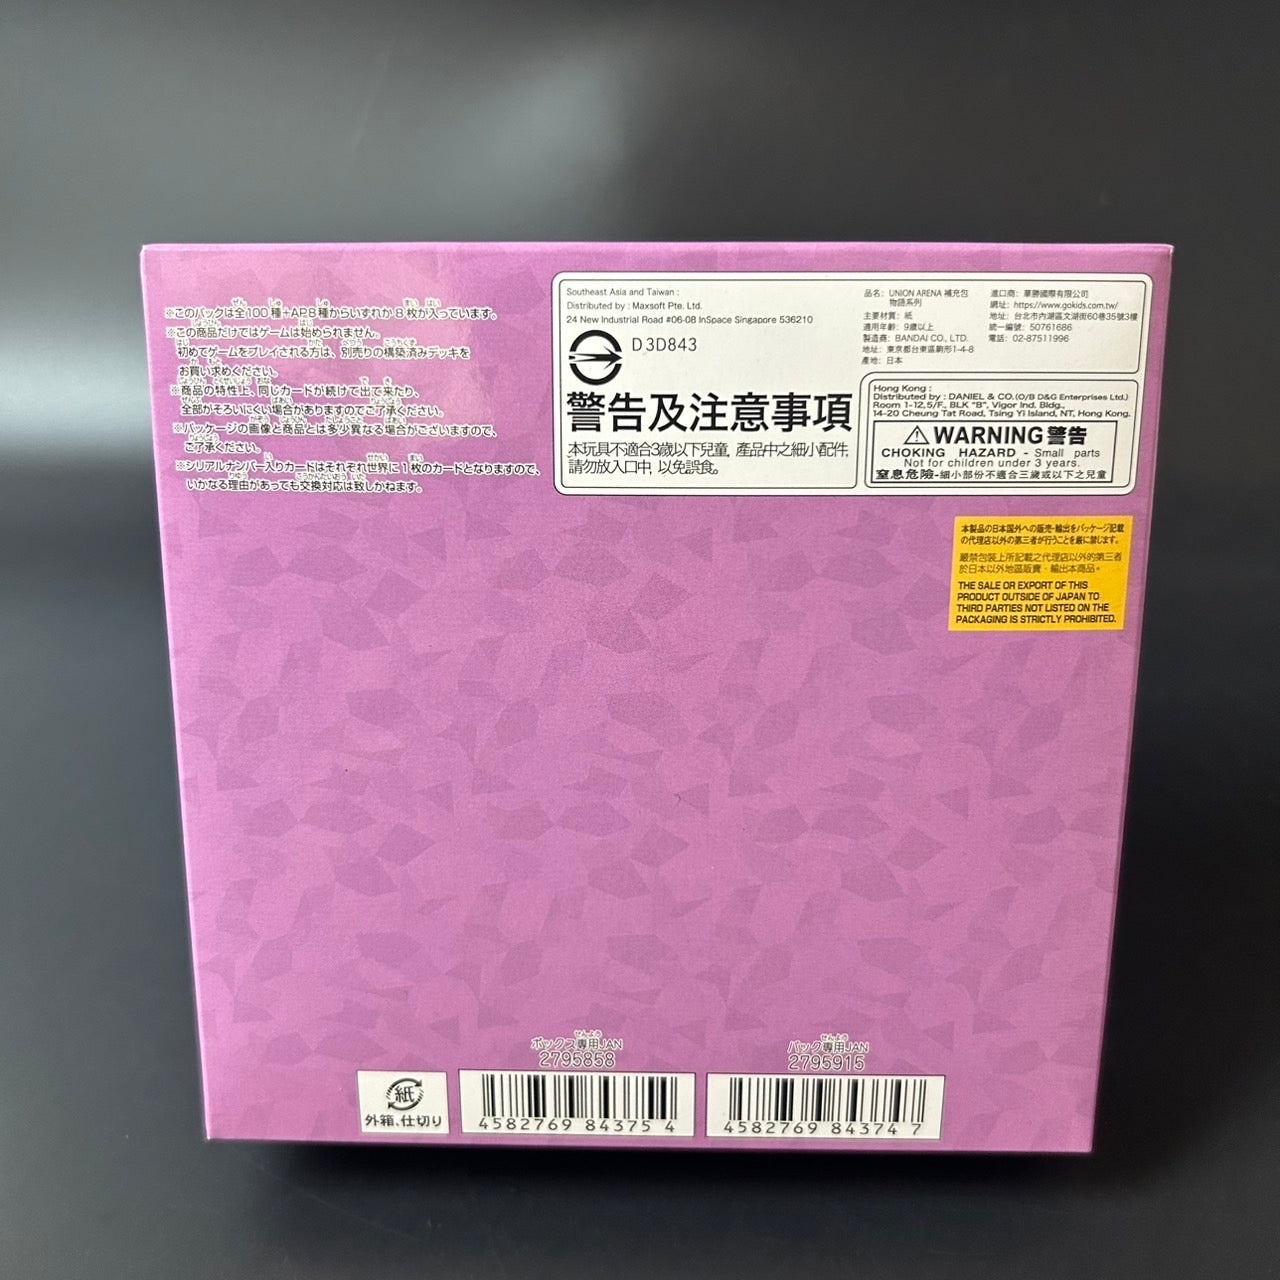 ※このパックは全100種+AP8種からいずれか8枚が入っています。
※この商品だけではゲームは始められません。
初めてゲームをプレイされる方は、別売りの構築済みデッキを
お買い求めください。
※商品の特性上、同じカードが続けて出て来たり、
全部がそろいにくい場合がありますのでご了承ください。
※パッケージの画像と商品とは多少異なる場合がございますので、
ご了承ください。
※シリアルナンバー入りカードはそれぞれ世界に1枚のカードとなりますので、
いかなる理由があっても交換対応は致しかねます。
Southeast Asia and Taiwan :
Distributed by : Maxsoft Pte. Ltd.
24 New Industrial Road #06-08 InSpace Singapore 536210
D3D843
警告及注意事項
本玩具不適合3歲以下兒童, 產品中之細小配件,
請勿放入口中, 以免誤食。
品名: UNION ARENA 補充包
物語系列
主要材質: 紙
適用年齡: 9歲以上
製造商: BANDAI CO., LTD.
地址: 東京都台東區駒形1-4-8
產地: 日本
進口商: 華勝國際有限公司
網址: https://www.gokids.com.tw/
地址: 台北市內湖區文湖街60巷35號3樓
統一編號: 50761686
電話: 02-87511996
Hong Kong :
Distributed by : DANIEL & CO.(O/B D&G Enterprises Ltd.)
Room 1-12,5/F., BLK "B", Vigor Ind. Bldg.,
14-20 Cheung Tat Road, Tsing Yi Island, NT, Hong Kong.
WARNING 警告
CHOKING HAZARD - Small parts
Not for children under 3 years.
窒息危險-細小部份不適合三歲或以下之兒童
本製品の日本国外への販売・輸出をパッケージ記載
の代理店以外の第三者が行うことを厳に禁じます。
嚴禁包裝上所記載之代理店以外的第三者
於日本以外地區販賣・輸出本商品。
THE SALE OR EXPORT OF THIS
PRODUCT OUTSIDE OF JAPAN TO
THIRD PARTIES NOT LISTED ON THE
PACKAGING IS STRICTLY PROHIBITED.
紙
外箱、仕切り
ボックス専用JAN
2795858
4582769 84375 4
パック専用JAN
2795915
4582769 84374 7